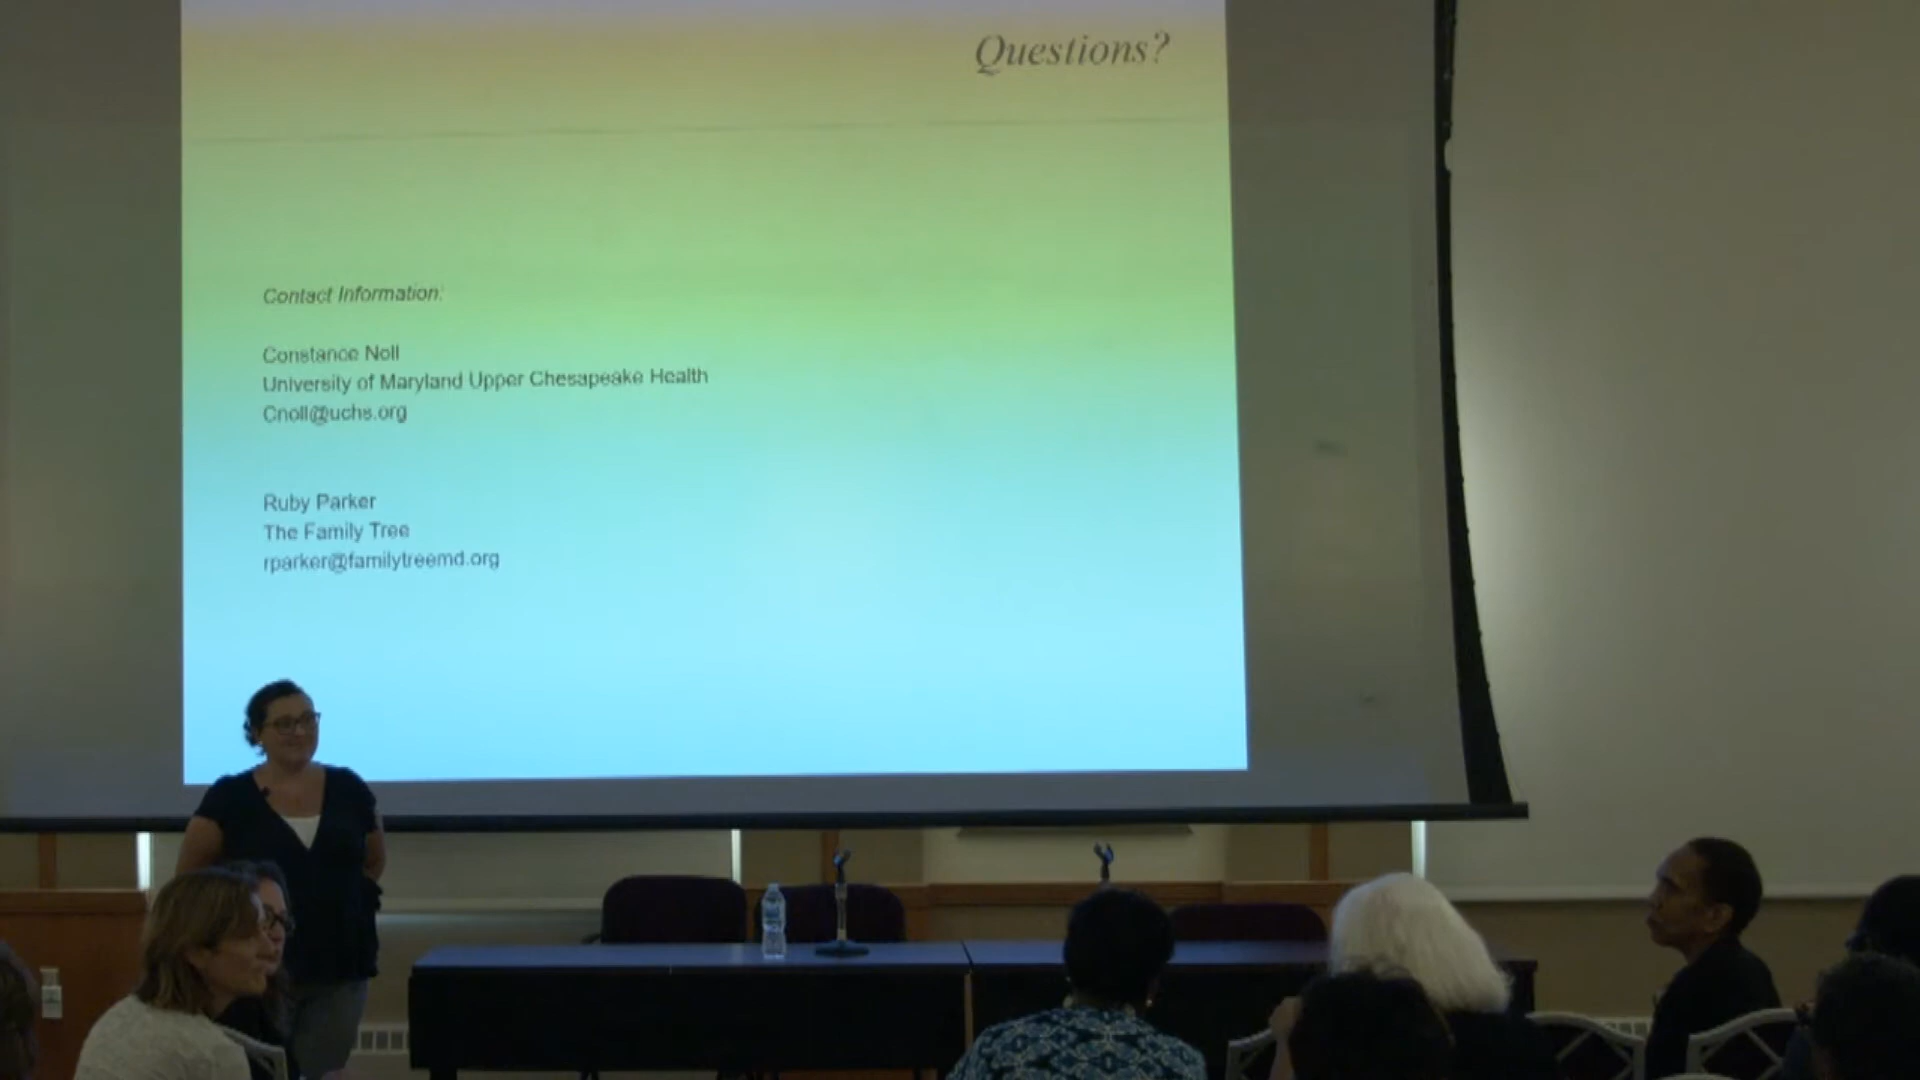 Questions?
Contact Information:
Constance Noll
University of Maryland Upper Chesapeake Health
Cnoll@uchs.org
Ruby Parker
The Family Tree
rparker@familytreemd.org